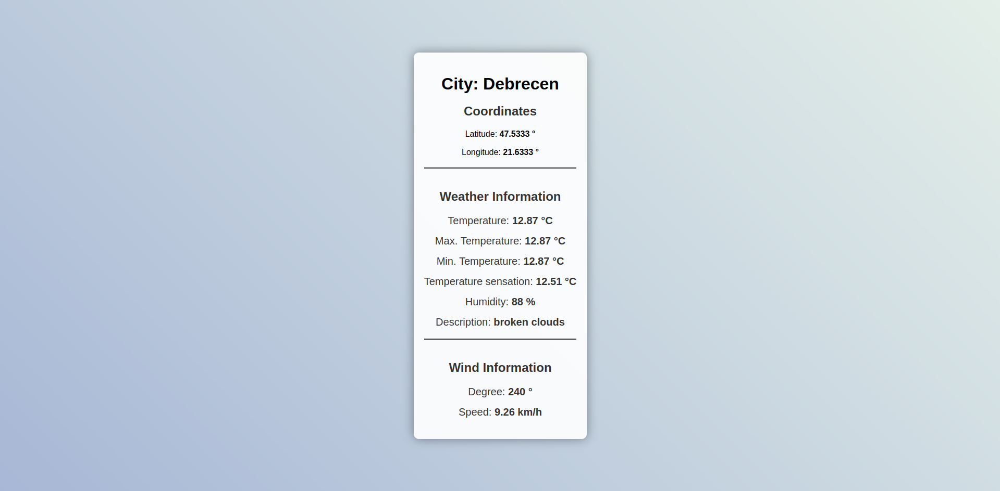 City: Debrecen
Coordinates
Latitude: 47.5333 °
Longitude: 21.6333 °
Weather Information
Temperature: 12.87 °C
Max. Temperature: 12.87 °C
Min. Temperature: 12.87 °C
Temperature sensation: 12.51 °C
Humidity: 88 %
Description: broken clouds
Wind Information
Degree: 240 °
Speed: 9.26 km/h